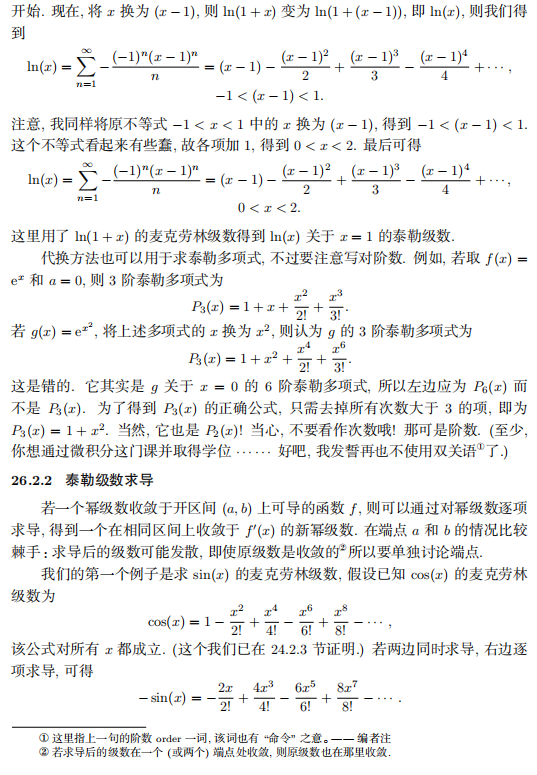 开始. 现在, 将 x 换为 (x − 1), 则 ln(1 + x) 变为 ln(1 + (x − 1)), 即 ln(x), 则我们得
到
ln(x) = ∑_{n=1}^{∞} −\frac{(−1)^n(x − 1)^n}{n} = (x − 1) − \frac{(x − 1)^2}{2} + \frac{(x − 1)^3}{3} − \frac{(x − 1)^4}{4} + ··· ,
−1 < (x − 1) < 1.
注意, 我同样将原不等式 −1 < x < 1 中的 x 换为 (x − 1), 得到 −1 < (x − 1) < 1.
这个不等式看起来有些蠢, 故各项加 1, 得到 0 < x < 2. 最后可得
ln(x) = ∑_{n=1}^{∞} −\frac{(−1)^n(x − 1)^n}{n} = (x − 1) − \frac{(x − 1)^2}{2} + \frac{(x − 1)^3}{3} − \frac{(x − 1)^4}{4} + ···,
0 < x < 2.
这里用了 ln(1 + x) 的麦克劳林级数得到 ln(x) 关于 x = 1 的泰勒级数.
代换方法也可以用于求泰勒多项式, 不过要注意写对阶数. 例如, 若取 f(x) =
e^x 和 a = 0, 则 3 阶泰勒多项式为
P_3(x) = 1 + x + \frac{x^2}{2!} + \frac{x^3}{3!}.
若 g(x) = e^{x^2}, 将上述多项式的 x 换为 x^2, 则认为 g 的 3 阶泰勒多项式为
P_3(x) = 1 + x^2 + \frac{x^4}{2!} + \frac{x^6}{3!}.
这是错的. 它其实是 g 关于 x = 0 的 6 阶泰勒多项式, 所以左边应为 P_6(x) 而
不是 P_3(x). 为了得到 P_3(x) 的正确公式, 只需去掉所有次数大于 3 的项, 即为
P_3(x) = 1 + x^2. 当然, 它也是 P_2(x)! 当心, 不要看作次数哦! 那可是阶数. (至少,
你想通过微积分这门课并取得学位 ······ 好吧, 我发誓再也不使用双关语①了.)
26.2.2 泰勒级数求导
若一个幂级数收敛于开区间 (a, b) 上可导的函数 f, 则可以通过对幂级数逐项
求导, 得到一个在相同区间上收敛于 f′(x) 的新幂级数. 在端点 a 和 b 的情况比较
棘手: 求导后的级数可能发散, 即使原级数是收敛的②所以要单独讨论端点.
我们的第一个例子是求 sin(x) 的麦克劳林级数, 假设已知 cos(x) 的麦克劳林
级数为
cos(x) = 1 − \frac{x^2}{2!} + \frac{x^4}{4!} − \frac{x^6}{6!} + \frac{x^8}{8!} − ··· ,
该公式对所有 x 都成立. (这个我们已在 24.2.3 节证明.) 若两边同时求导, 右边逐
项求导, 可得
− sin(x) = −\frac{2x}{2!} + \frac{4x^3}{4!} − \frac{6x^5}{6!} + \frac{8x^7}{8!} − ··· .
① 这里指上一句的阶数 order 一词, 该词也有 “命令” 之意. —— 编者注
② 若求导后的级数在一个 (或两个) 端点处收敛, 则原级数也在那里收敛.